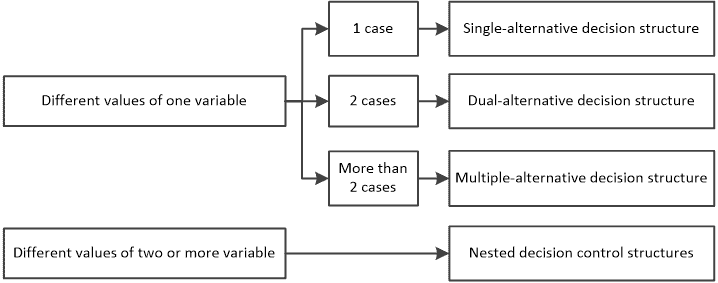 Different values of one variable
1 case
Single-alternative decision structure
2 cases
Dual-alternative decision structure
More than
2 cases
Multiple-alternative decision structure
Different values of two or more variable
Nested decision control structures